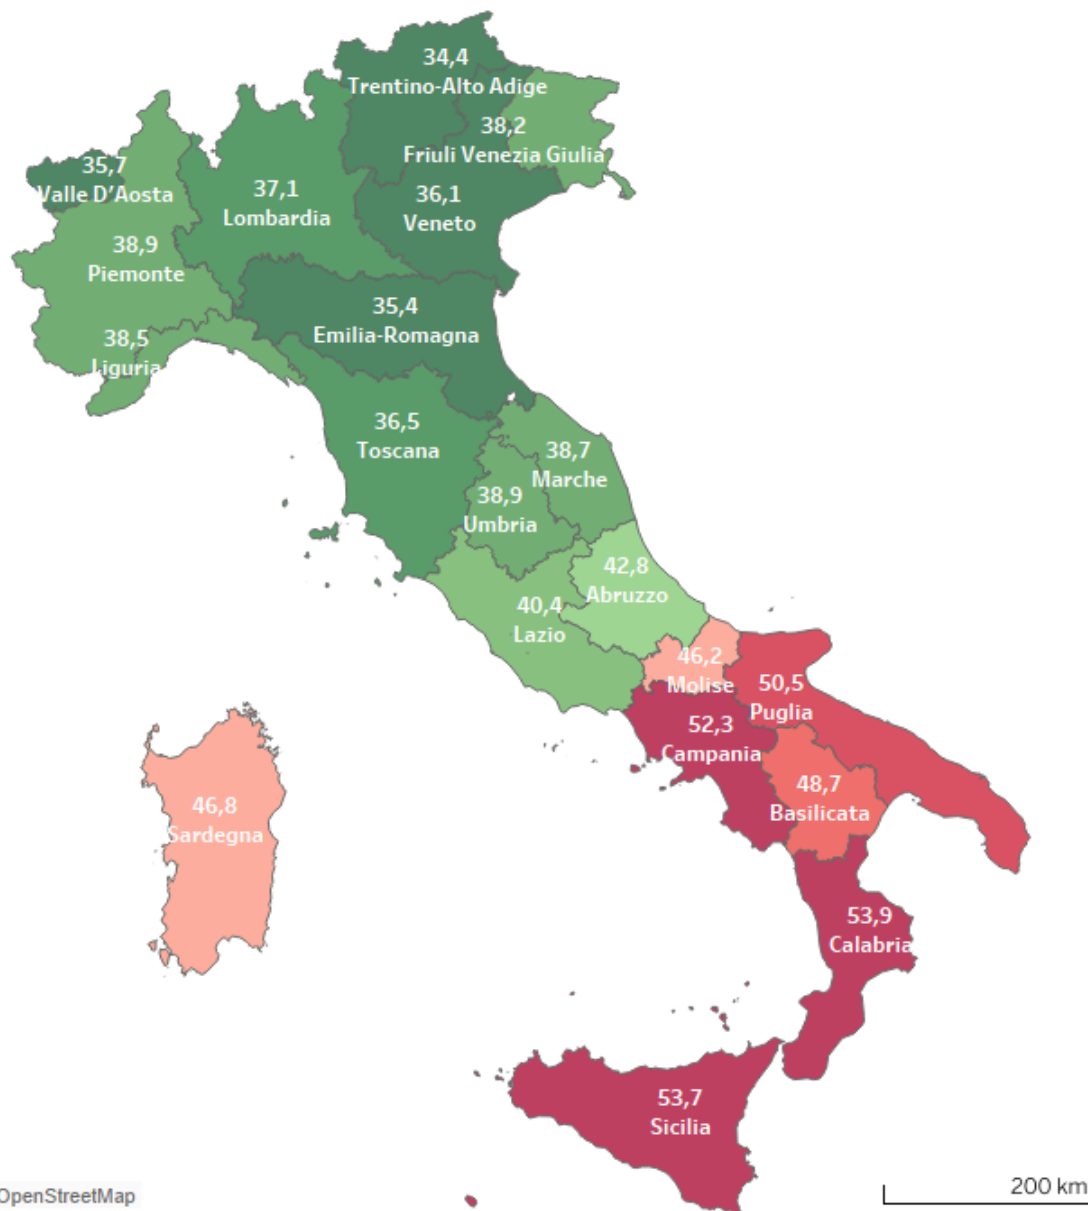 34,4
Trentino-Alto Adige
38,2
Friuli Venezia Giulia
35,7
Valle D'Aosta
37,1
Lombardia
36,1
Veneto
38,9
Piemonte
35,4
Emilia-Romagna
38,5
Liguria
36,5
Toscana
38,7
Marche
38,9
Umbria
42,8
Abruzzo
40,4
Lazio
46,2
Molise
50,5
Puglia
52,3
Campania
48,7
Basilicata
46,8
Sardegna
53,9
Calabria
53,7
Sicilia
OpenStreetMap
200 km